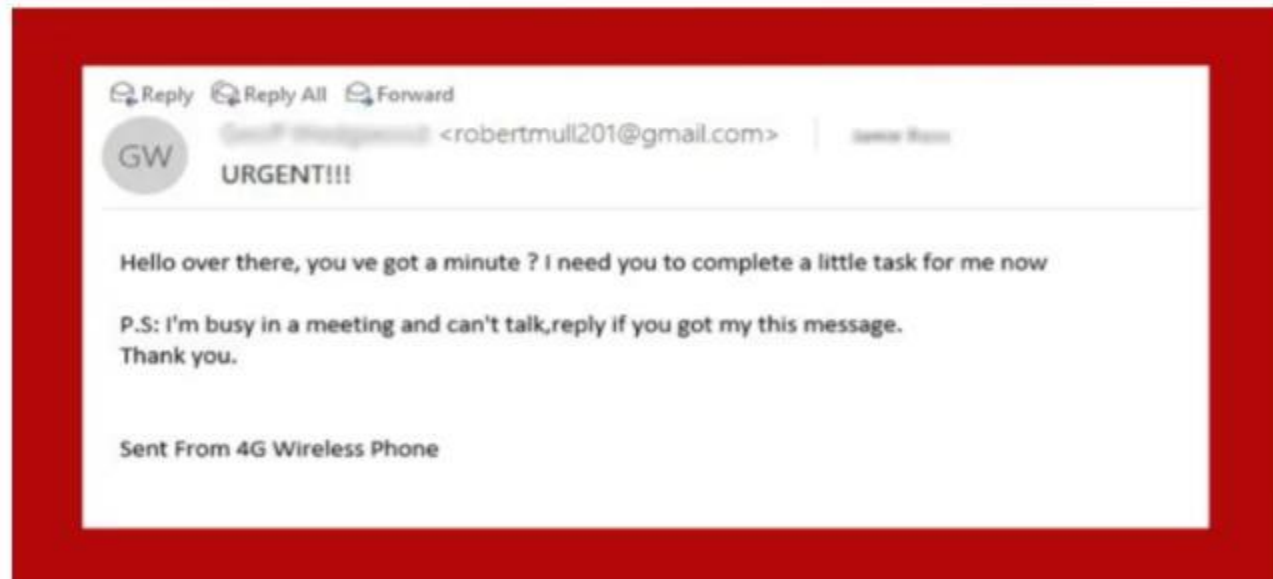 Reply Reply All Forward
GW <robertmull201@gmail.com>
URGENT!!!
Hello over there, you ve got a minute ? I need you to complete a little task for me now
P.S: I'm busy in a meeting and can't talk,reply if you got my this message.
Thank you.
Sent From 4G Wireless Phone